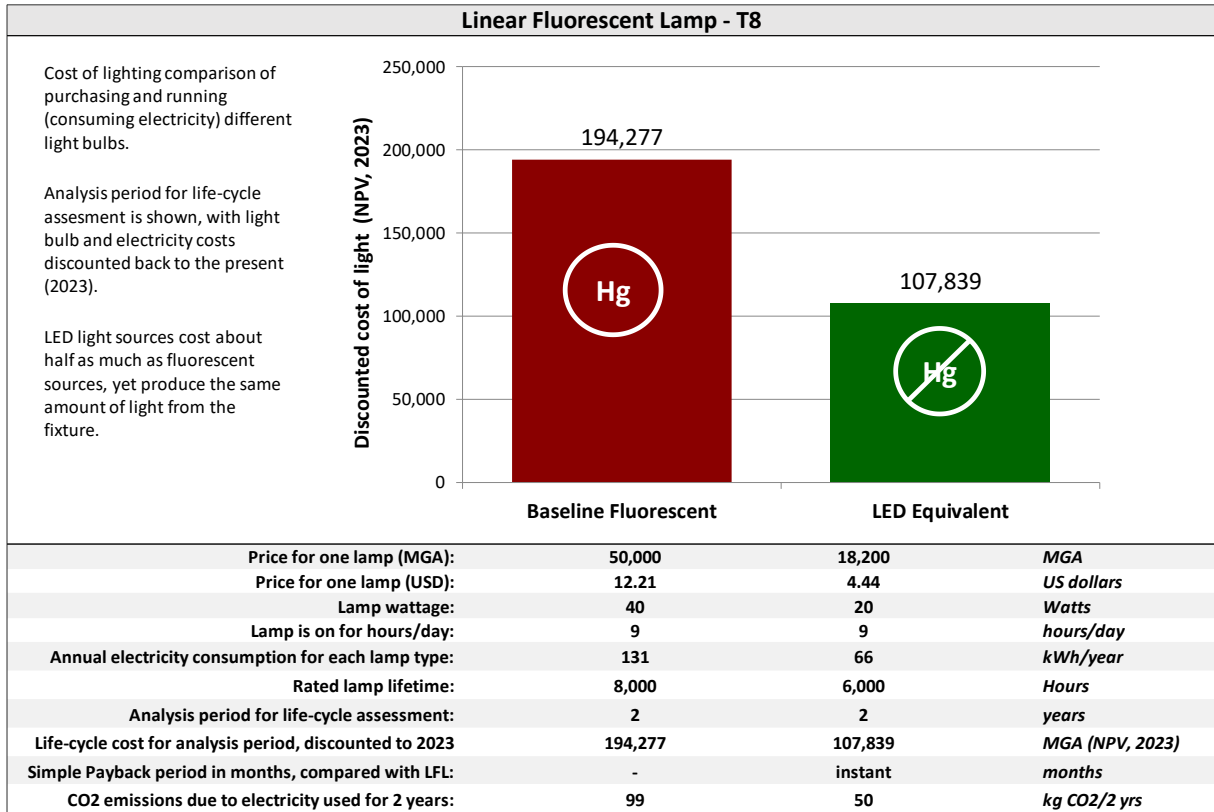 Linear Fluorescent Lamp - T8
Cost of lighting comparison of
purchasing and running
(consuming electricity) different
light bulbs.
Analysis period for life-cycle
assesment is shown, with light
bulb and electricity costs
discounted back to the present
(2023).
LED light sources cost about
half as much as fluorescent
sources, yet produce the same
amount of light from the
fixture.
Discounted cost of light (NPV, 2023)
250,000
200,000
150,000
100,000
50,000
0
194,277
Hg
107,839
Hg
Baseline Fluorescent LED Equivalent
Price for one lamp (MGA): 50,000 18,200 MGA
Price for one lamp (USD): 12.21 4.44 US dollars
Lamp wattage: 40 20 Watts
Lamp is on for hours/day: 9 9 hours/day
Annual electricity consumption for each lamp type: 131 66 kWh/year
Rated lamp lifetime: 8,000 6,000 Hours
Analysis period for life-cycle assessment: 2 2 years
Life-cycle cost for analysis period, discounted to 2023 194,277 107,839 MGA (NPV, 2023)
Simple Payback period in months, compared with LFL: - instant months
CO2 emissions due to electricity used for 2 years: 99 50 kg CO2/2 yrs